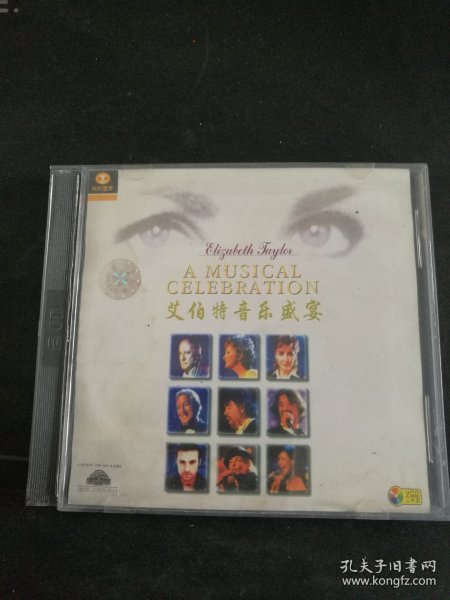 Elizabeth Taylor
A MUSICAL
CELEBRATION
艾伯特音乐盛宴
孔夫子旧书网
www.kongfz.com